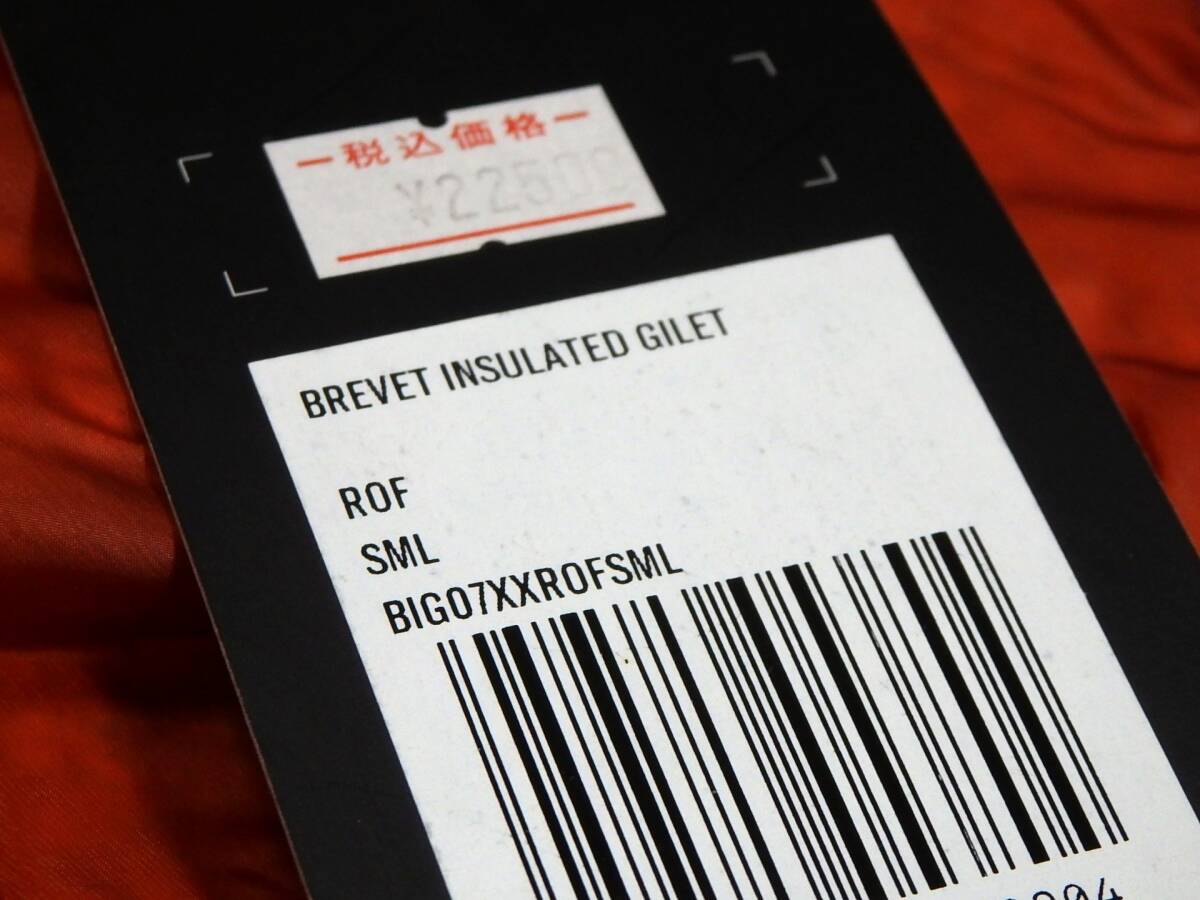 ー税込価格ー
¥22500
BREVET INSULATED GILET
ROF
SML
BIG07XXROFSML